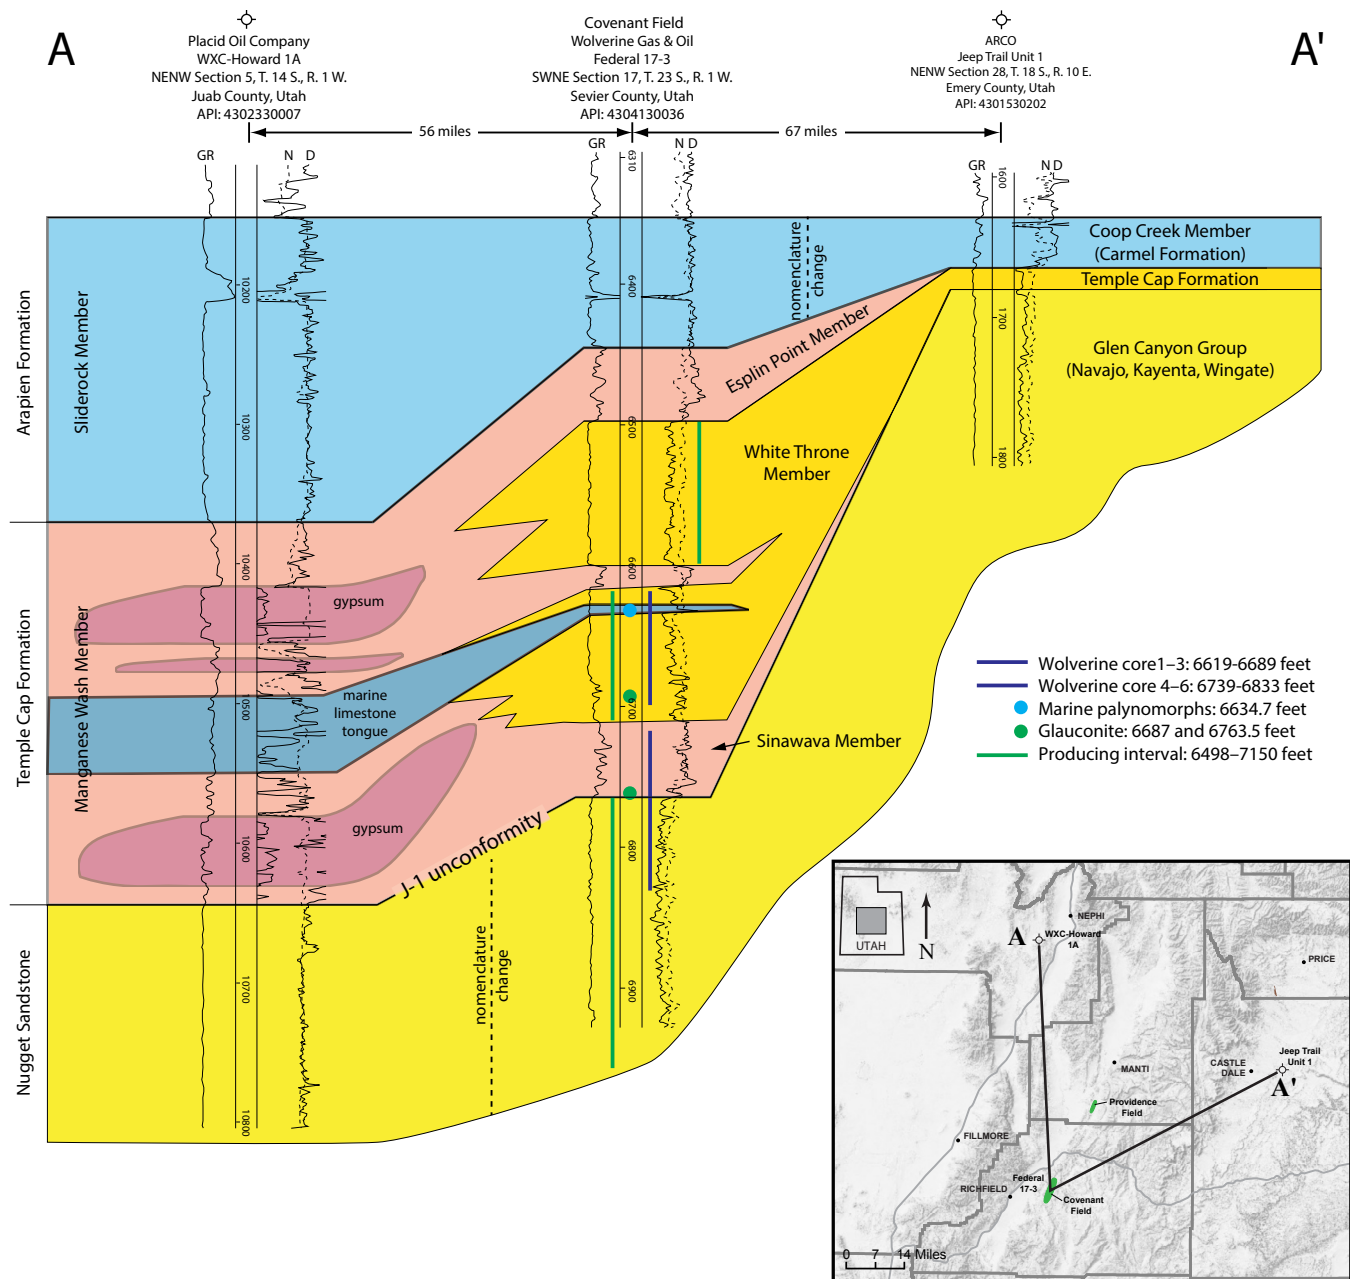 A
Placid Oil Company
WXC-Howard 1A
NENW Section 5, T. 14 S., R. 1 W.
Juab County, Utah
API: 4302330007
Covenant Field
Wolverine Gas & Oil
Federal 17-3
SWNE Section 17, T. 23 S., R. 1 W.
Sevier County, Utah
API: 4304130036
ARCO
Jeep Trail Unit 1
NENW Section 28, T. 18 S., R. 10 E.
Emery County, Utah
API: 4301530202
A'
56 miles
67 miles
GR
N
D
GR
N D
GR
N D
10200
10300
10400
10500
10600
10700
10800
6310
6400
6500
6600
6700
6800
6900
1600
1700
1800
Arapien Formation
Sliderock Member
Temple Cap Formation
Manganese Wash Member
Nugget Sandstone
nomenclature
change
Coop Creek Member
(Carmel Formation)
Temple Cap Formation
Glen Canyon Group
(Navajo, Kayenta, Wingate)
Esplin Point Member
White Throne
Member
gypsum
marine
limestone
tongue
gypsum
Sinawava Member
J-1 unconformity
nomenclature
change
Wolverine core1–3: 6619-6689 feet
Wolverine core 4–6: 6739-6833 feet
Marine palynomorphs: 6634.7 feet
Glauconite: 6687 and 6763.5 feet
Producing interval: 6498–7150 feet
UTAH
N
NEPHI
A
WXC-Howard
1A
PRICE
MANTI
CASTLE
DALE
Jeep Trail
Unit 1
A'
Providence
Field
FILLMORE
Federal
17-3
RICHFIELD
Covenant
Field
0 7 14 Miles